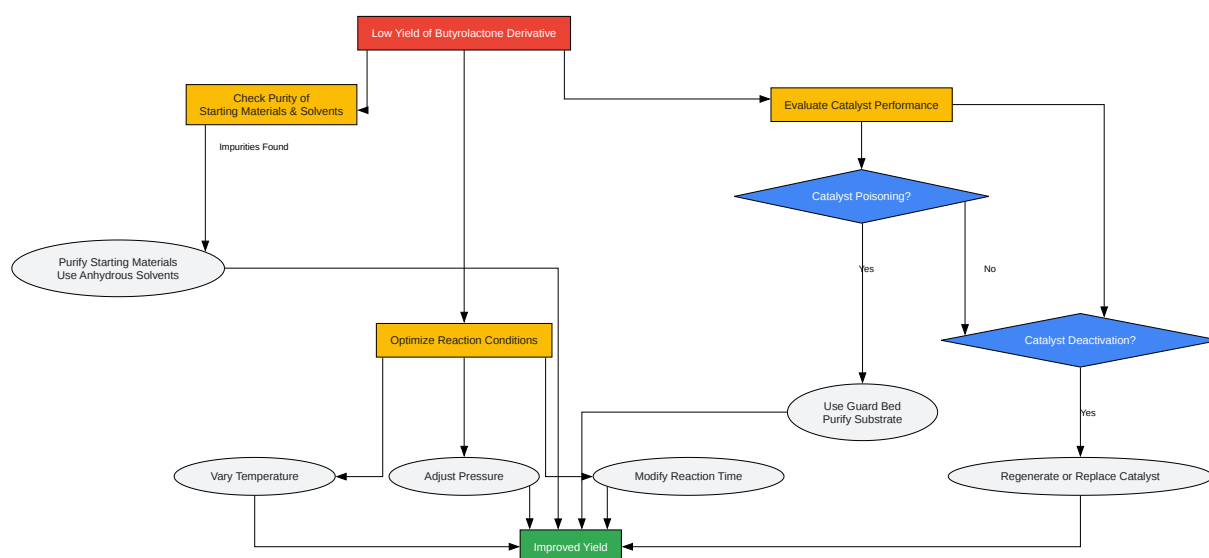 Low Yield of Butyrolactone Derivative
Check Purity of
Starting Materials & Solvents
Evaluate Catalyst Performance
Impurities Found
Catalyst Poisoning?
Purify Starting Materials
Use Anhydrous Solvents
Yes
No
Optimize Reaction Conditions
Catalyst Deactivation?
Use Guard Bed
Purify Substrate
Yes
Vary Temperature
Adjust Pressure
Modify Reaction Time
Regenerate or Replace Catalyst
Improved Yield